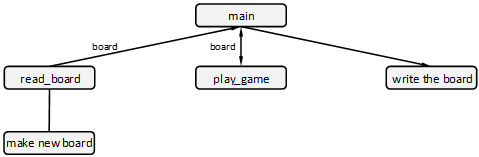 main
board
board
read_board
play_game
write the board
make new board